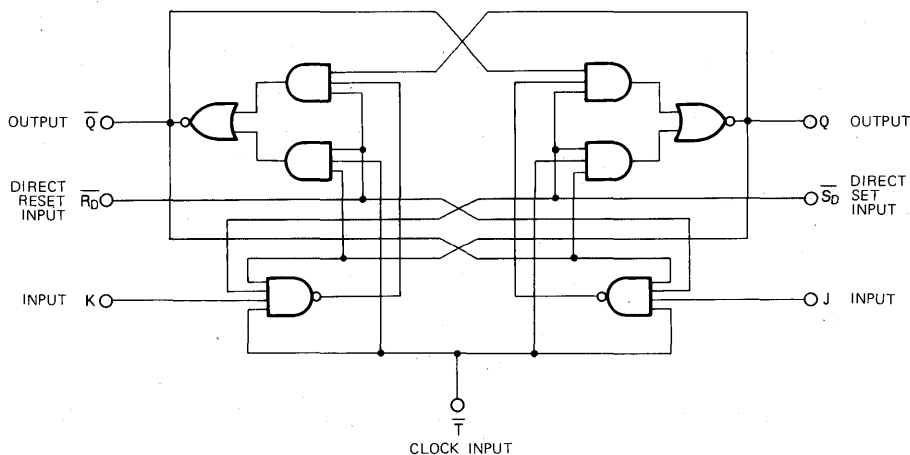 OUTPUT Q̅
Q OUTPUT
DIRECT
RESET R̅D
INPUT
S̅D DIRECT
SET
INPUT
INPUT K
J INPUT
T̅
CLOCK INPUT